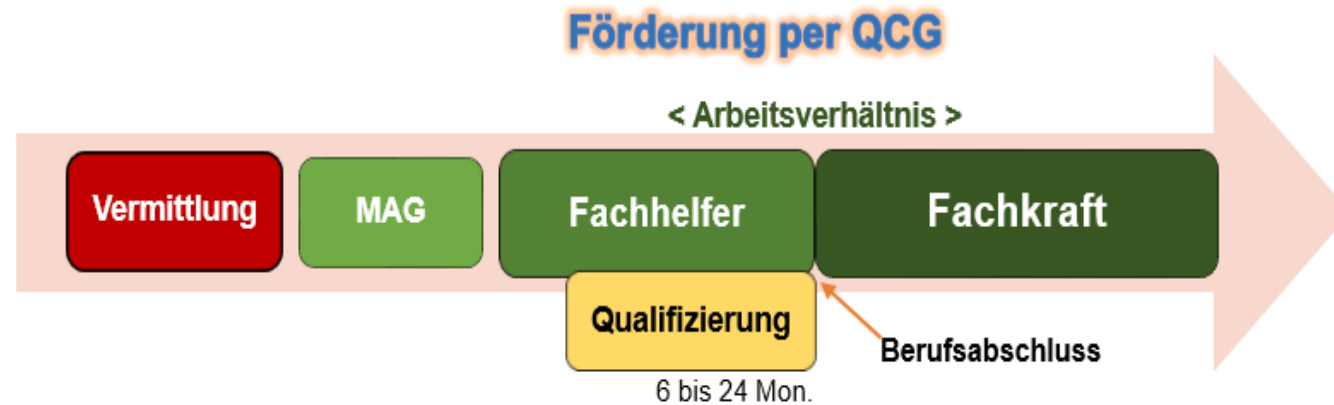 Förderung per QCG
< Arbeitsverhältnis >
Vermittlung
MAG
Fachhelfer
Fachkraft
Qualifizierung
Berufsabschluss
6 bis 24 Mon.